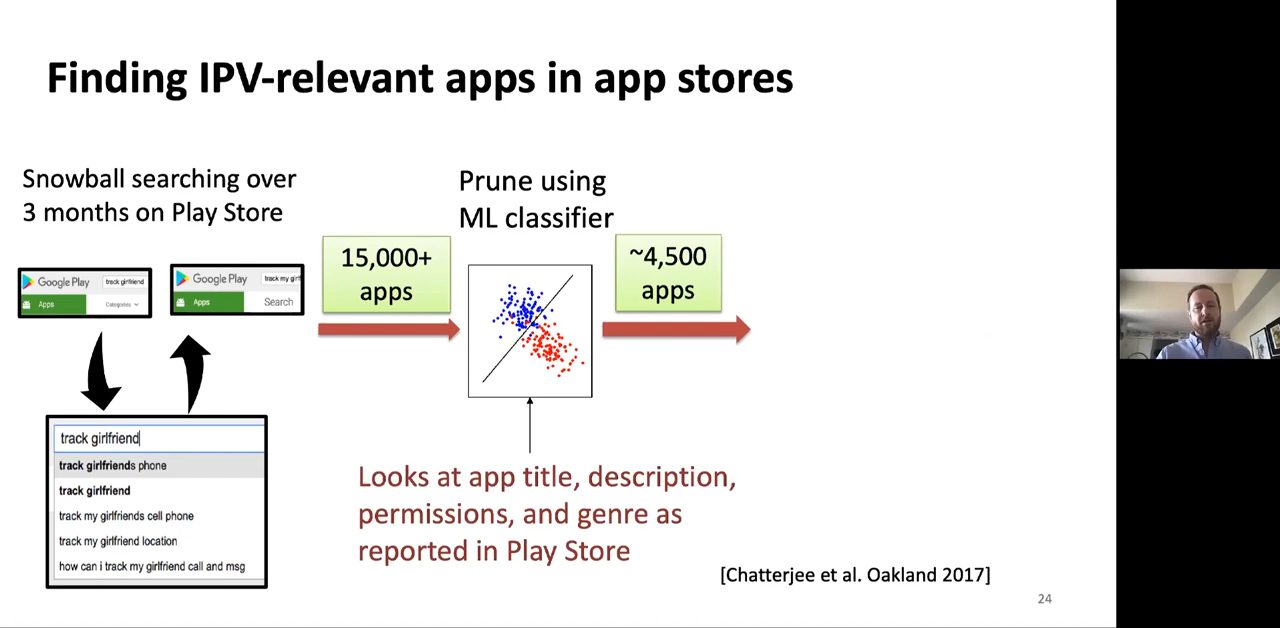 Finding IPV-relevant apps in app stores
Snowball searching over
3 months on Play Store
Google Play
track girlfriend
Apps
Categories
Google Play
track my girl
Apps
Search
15,000+
apps
Prune using
ML classifier
~4,500
apps
track girlfriend
track girlfriends phone
track girlfriend
track my girlfriends cell phone
track my girlfriend location
how can i track my girlfriend call and msg
Looks at app title, description,
permissions, and genre as
reported in Play Store
[Chatterjee et al. Oakland 2017]
24